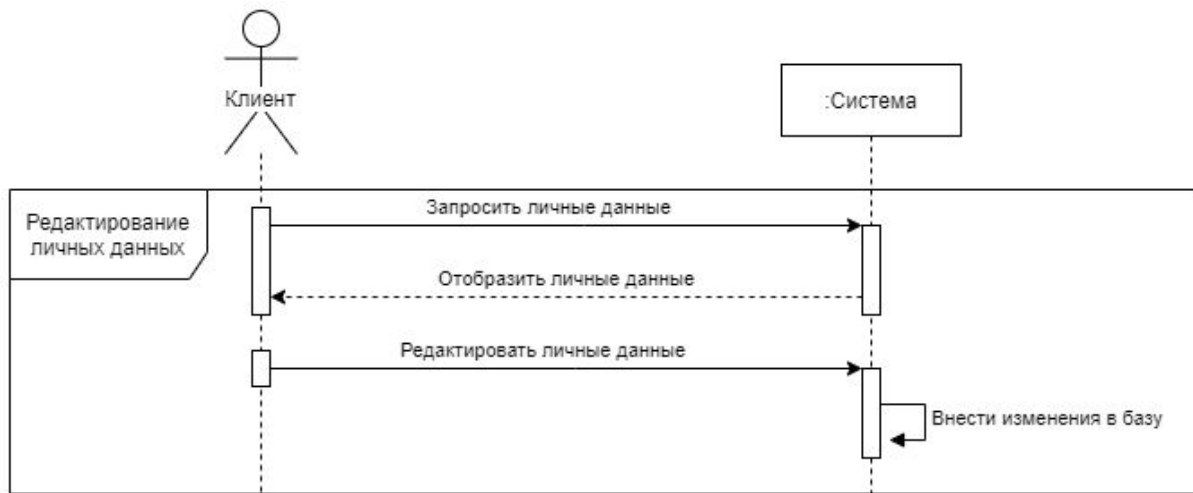 Клиент
:Система
Редактирование
личных данных
Запросить личные данные
Отобразить личные данные
Редактировать личные данные
Внести изменения в базу